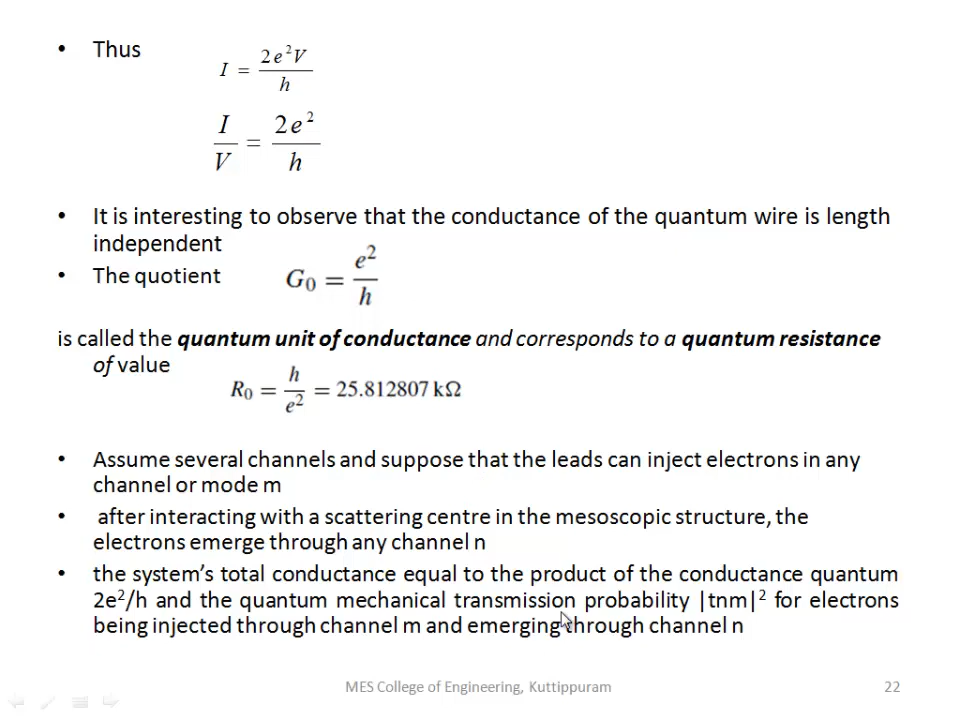 • Thus
I = 2e²V / h
I / V = 2e² / h
• It is interesting to observe that the conductance of the quantum wire is length
independent
• The quotient G₀ = e² / h
is called the quantum unit of conductance and corresponds to a quantum resistance
of value
R₀ = h / e² = 25.812807 kΩ
• Assume several channels and suppose that the leads can inject electrons in any
channel or mode m
• after interacting with a scattering centre in the mesoscopic structure, the
electrons emerge through any channel n
• the system’s total conductance equal to the product of the conductance quantum
2e²/h and the quantum mechanical transmission probability |tnm|² for electrons
being injected through channel m and emerging through channel n
MES College of Engineering, Kuttippuram 22